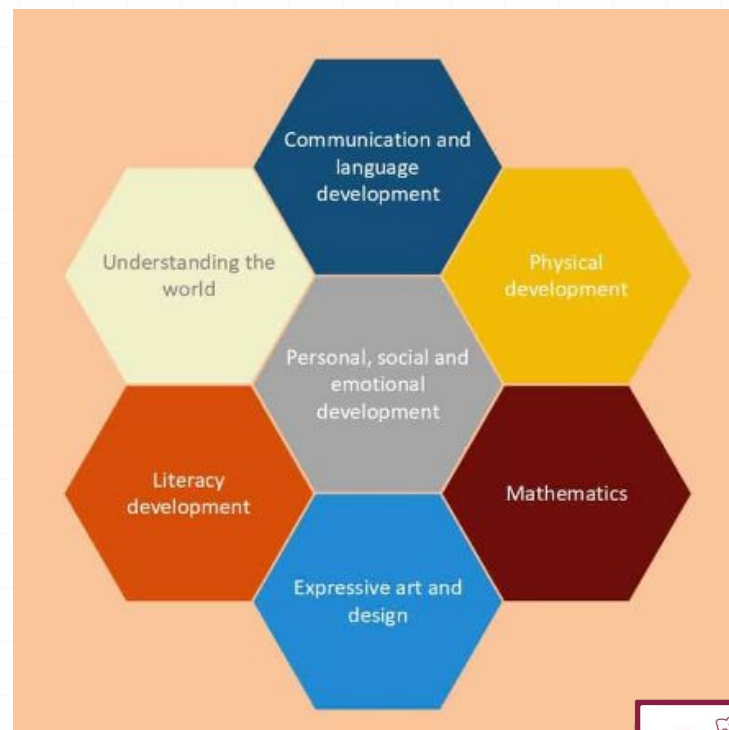 Communication and
language
development
Understanding the
world
Physical
development
Personal, social and
emotional
development
Literacy
development
Mathematics
Expressive art and
design